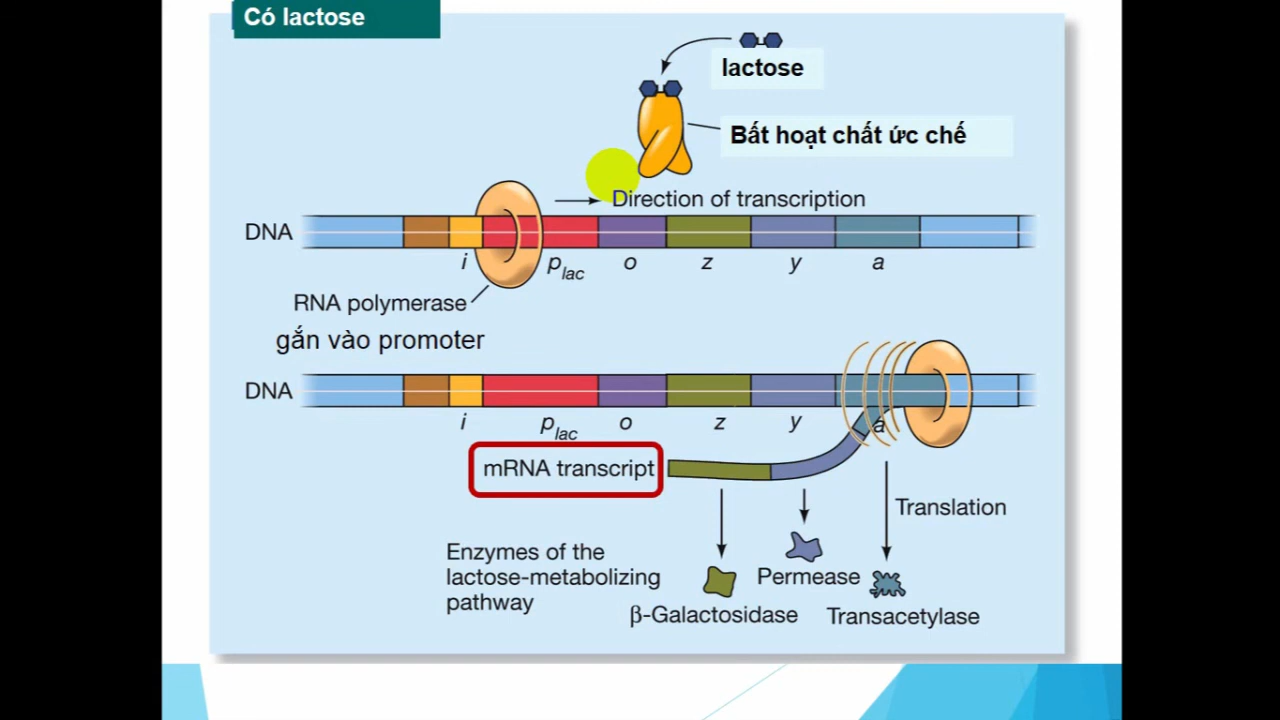 Có lactose
lactose
Bất hoạt chất ức chế
Direction of transcription
DNA
i
p lac
o
z
y
a
RNA polymerase
gắn vào promoter
DNA
i
p lac
o
z
y
a
mRNA transcript
Translation
Enzymes of the
lactose-metabolizing
pathway
Permease
β-Galactosidase
Transacetylase